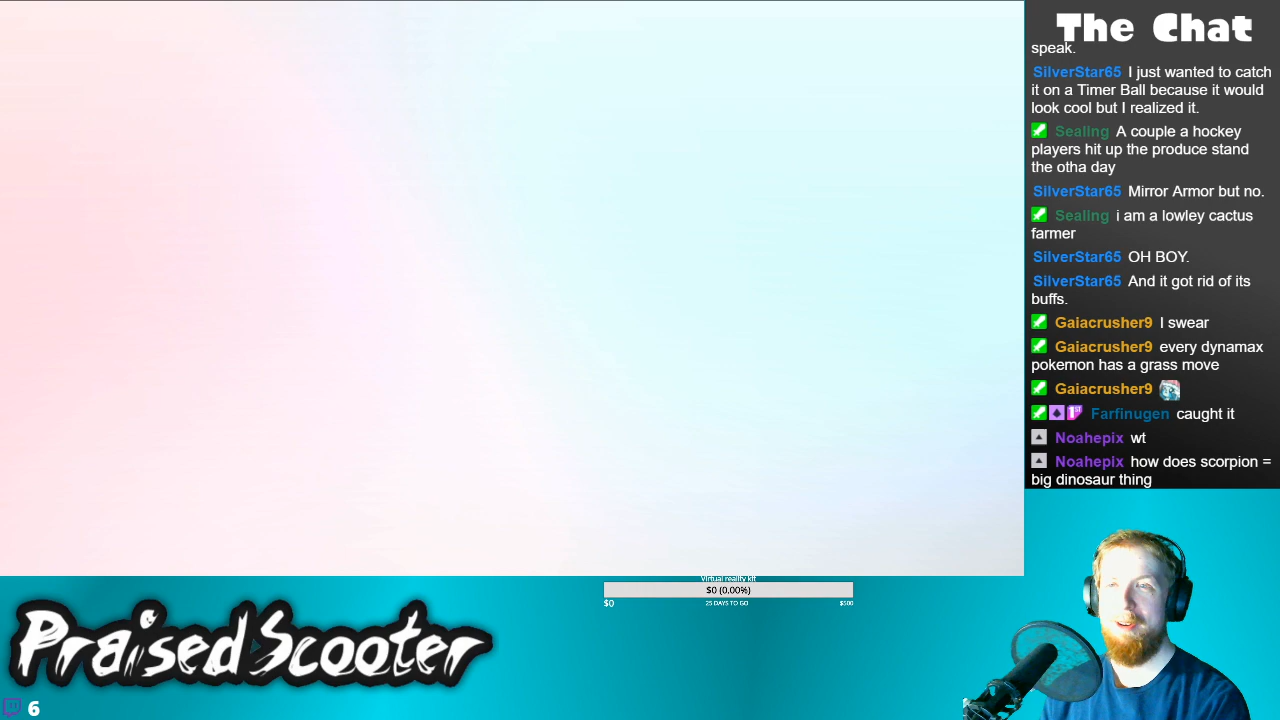 The Chat
speak.
SilverStar65 I just wanted to catch
it on a Timer Ball because it would
look cool but I realized it.
Sealing A couple a hockey
players hit up the produce stand
the otha day
SilverStar65 Mirror Armor but no.
Sealing i am a lowley cactus
farmer
SilverStar65 OH BOY.
SilverStar65 And it got rid of its
buffs.
Gaiacrusher9 I swear
Gaiacrusher9 every dynamax
pokemon has a grass move
Gaiacrusher9
1st Farfinugen caught it
Noahepix wt
Noahepix how does scorpion =
big dinosaur thing
Virtual reality kit
$0 (0.00%)
$0 25 DAYS TO GO $500
Praised Scooter
6